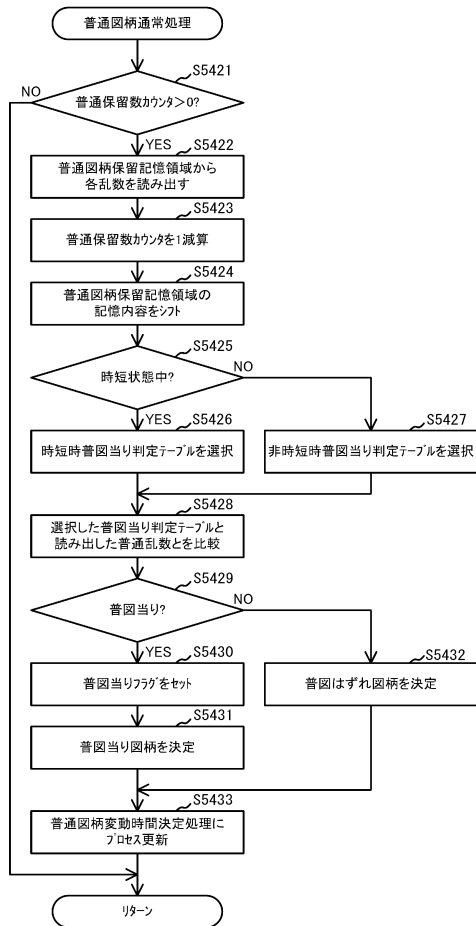 普通図柄通常処理
S5421
NO
普通保留数カウンタ>0?
YES
S5422
普通図柄保留記憶領域から
各乱数を読み出す
S5423
普通保留数カウンタを1減算
S5424
普通図柄保留記憶領域の
記憶内容をシフト
S5425
時短状態中?
NO
YES
S5426
時短時普図当り判定テーブルを選択
S5427
非時短時普図当り判定テーブルを選択
S5428
選択した普図当り判定テーブルと
読み出した普通乱数とを比較
S5429
普図当り?
NO
YES
S5430
普図当りフラグをセット
S5432
普図はずれ図柄を決定
S5431
普図当り図柄を決定
S5433
普通図柄変動時間決定処理に
プロセス更新
リターン